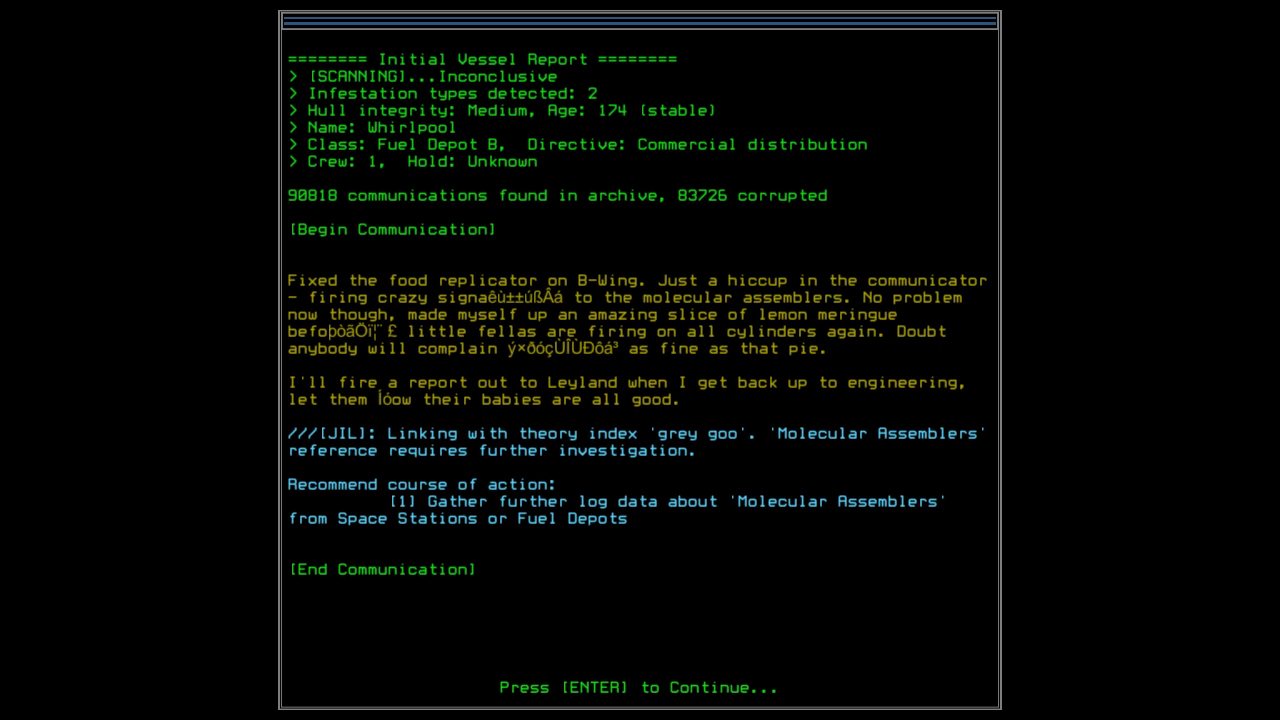 ======== Initial Vessel Report ========
> [SCANNING]...Inconclusive
> Infestation types detected: 2
> Hull integrity: Medium, Age: 174 (stable)
> Name: Whirlpool
> Class: Fuel Depot B,  Directive: Commercial distribution
> Crew: 1,  Hold: Unknown
90818 communications found in archive, 83726 corrupted
[Begin Communication]
Fixed the food replicator on B-Wing. Just a hiccup in the communicator
- firing crazy signaêù±±úßÂá to the molecular assemblers. No problem
now though, made myself up an amazing slice of lemon meringue
befoþòãÕï¦¨ £ little fellas are firing on all cylinders again. Doubt
anybody will complain ý×ðóçÙÎÙÐôá³ as fine as that pie.
I'll fire a report out to Leyland when I get back up to engineering,
let them Íóow their babies are all good.
///[JIL]: Linking with theory index 'grey goo'. 'Molecular Assemblers'
reference requires further investigation.
Recommend course of action:
[1] Gather further log data about 'Molecular Assemblers'
from Space Stations or Fuel Depots
[End Communication]
Press [ENTER] to Continue...